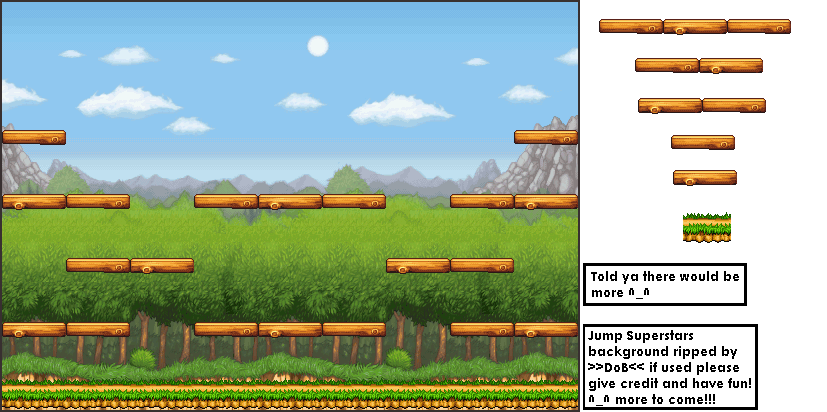 Told ya there would be
more ^_^
Jump Superstars
background ripped by
>>DoB<< if used please
give credit and have fun!
^_^ more to come!!!